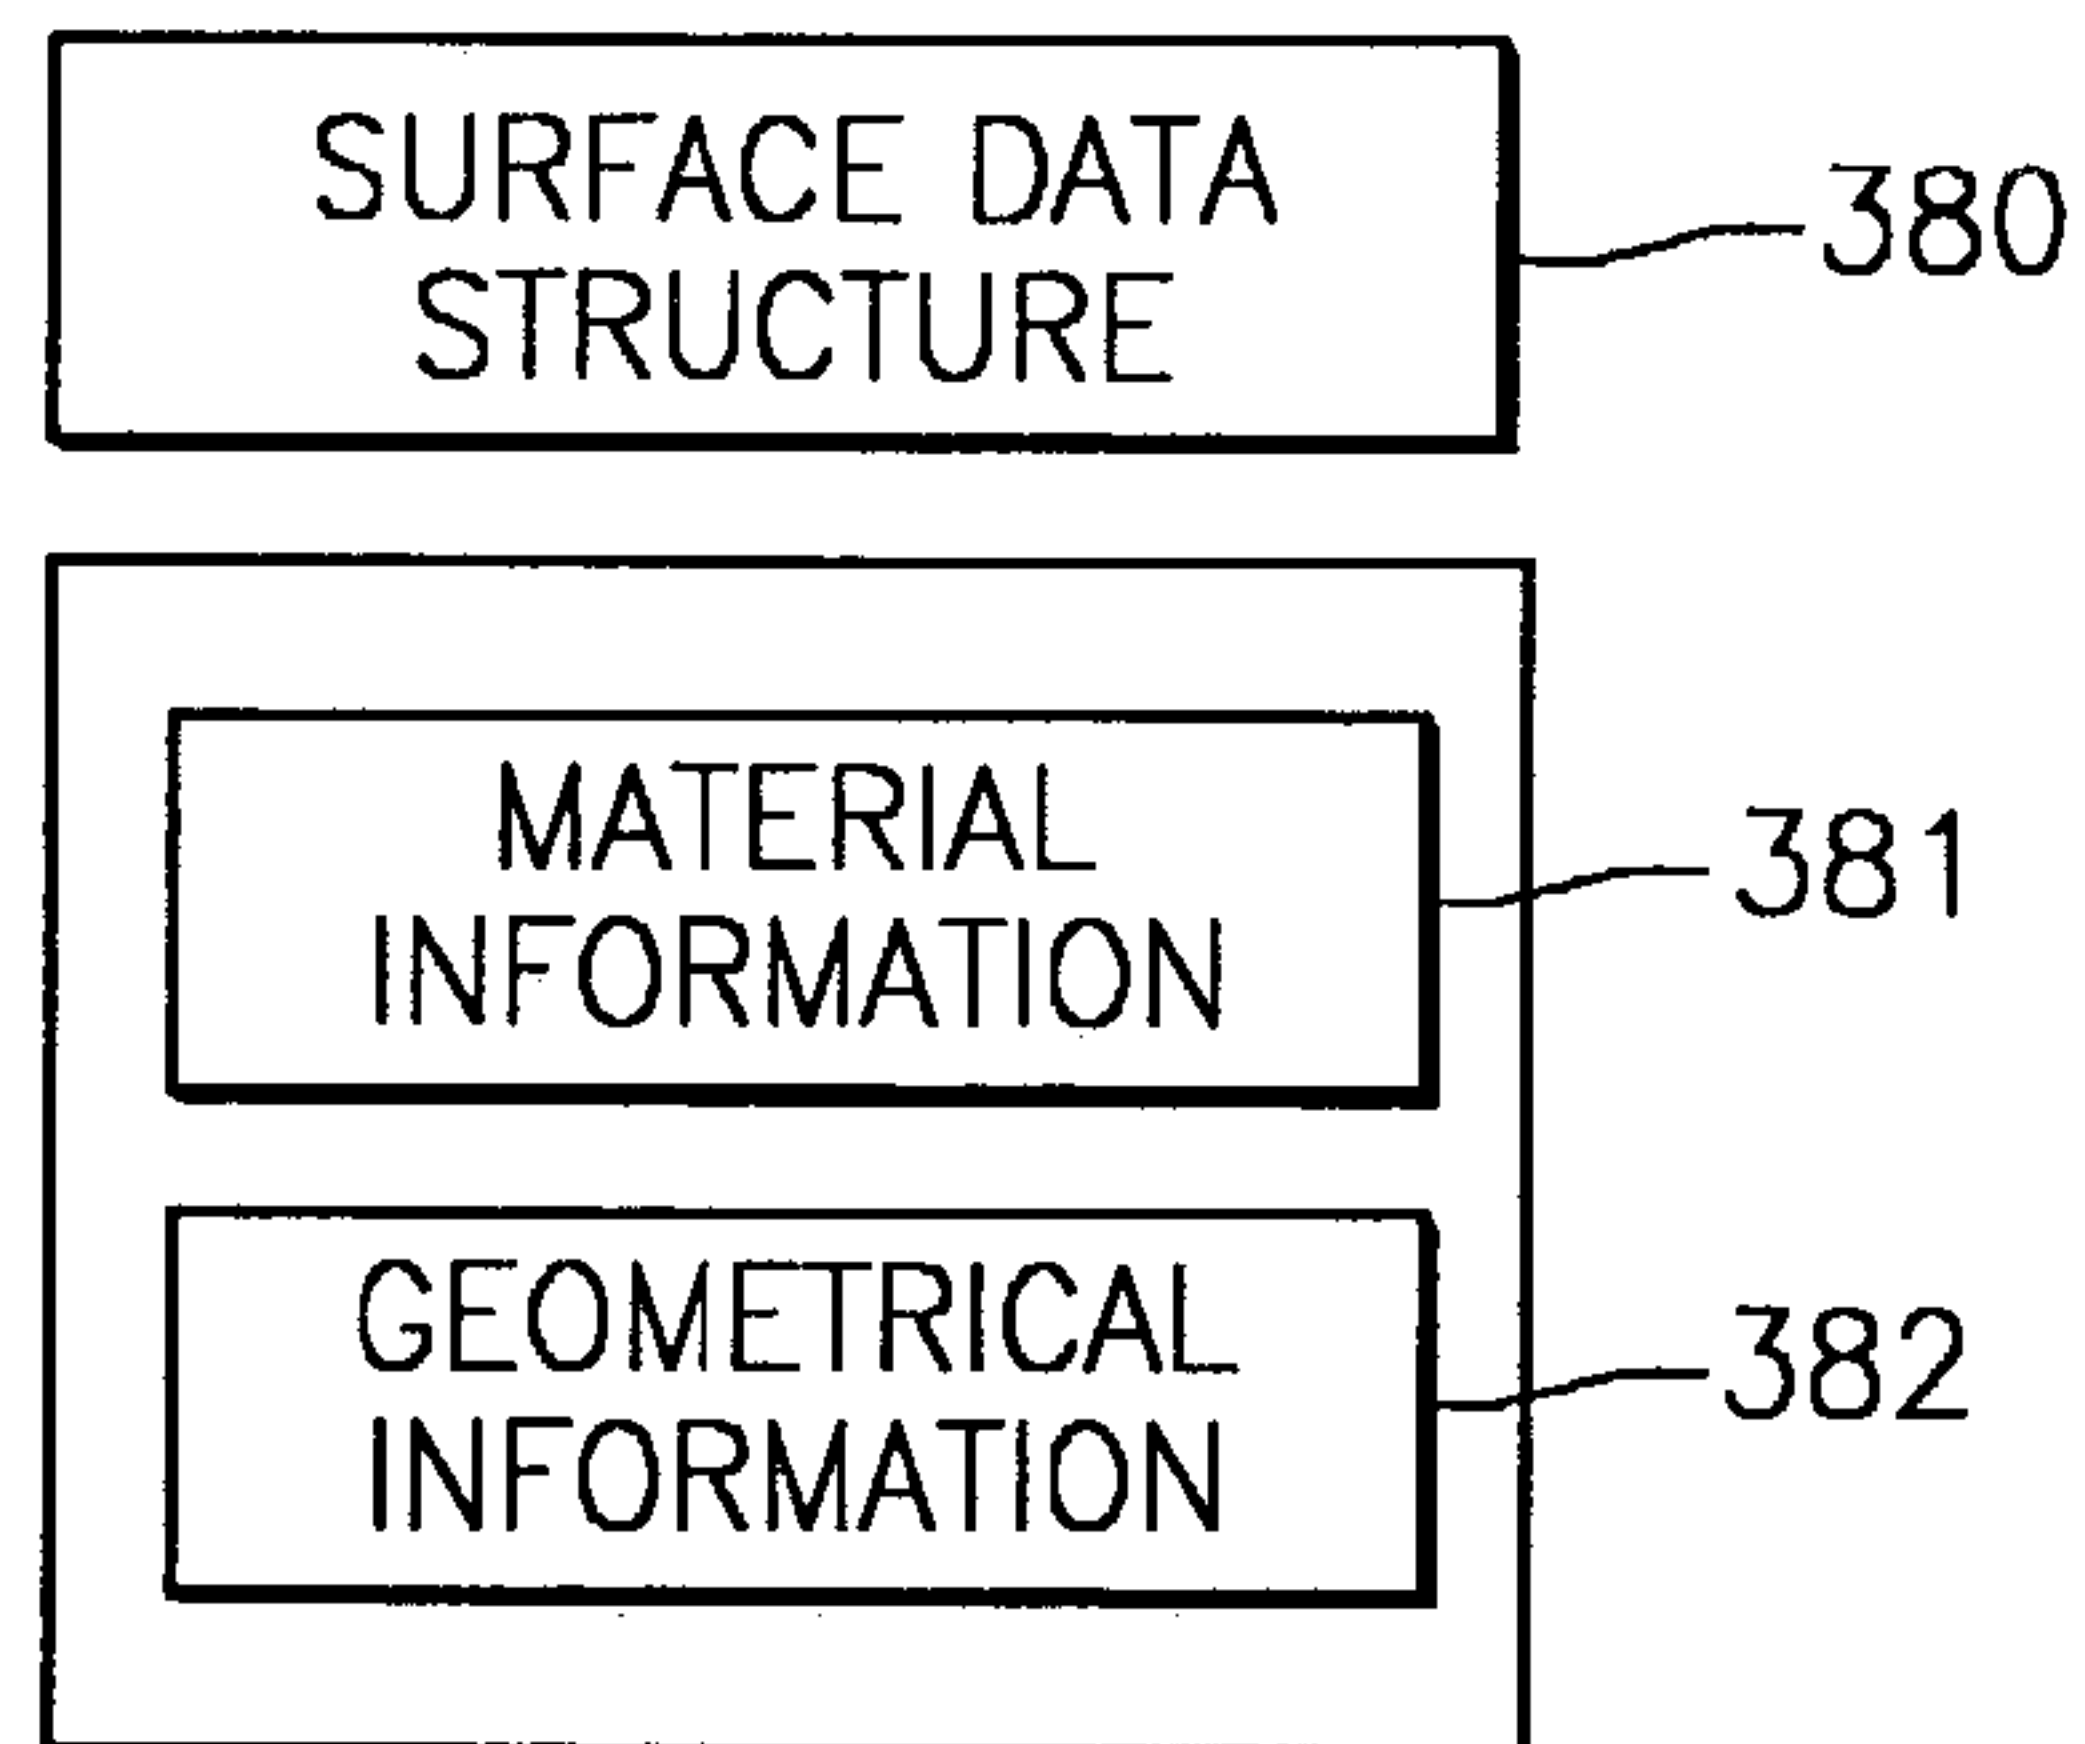 SURFACE DATA
STRUCTURE
380
MATERIAL
INFORMATION
381
GEOMETRICAL
INFORMATION
382